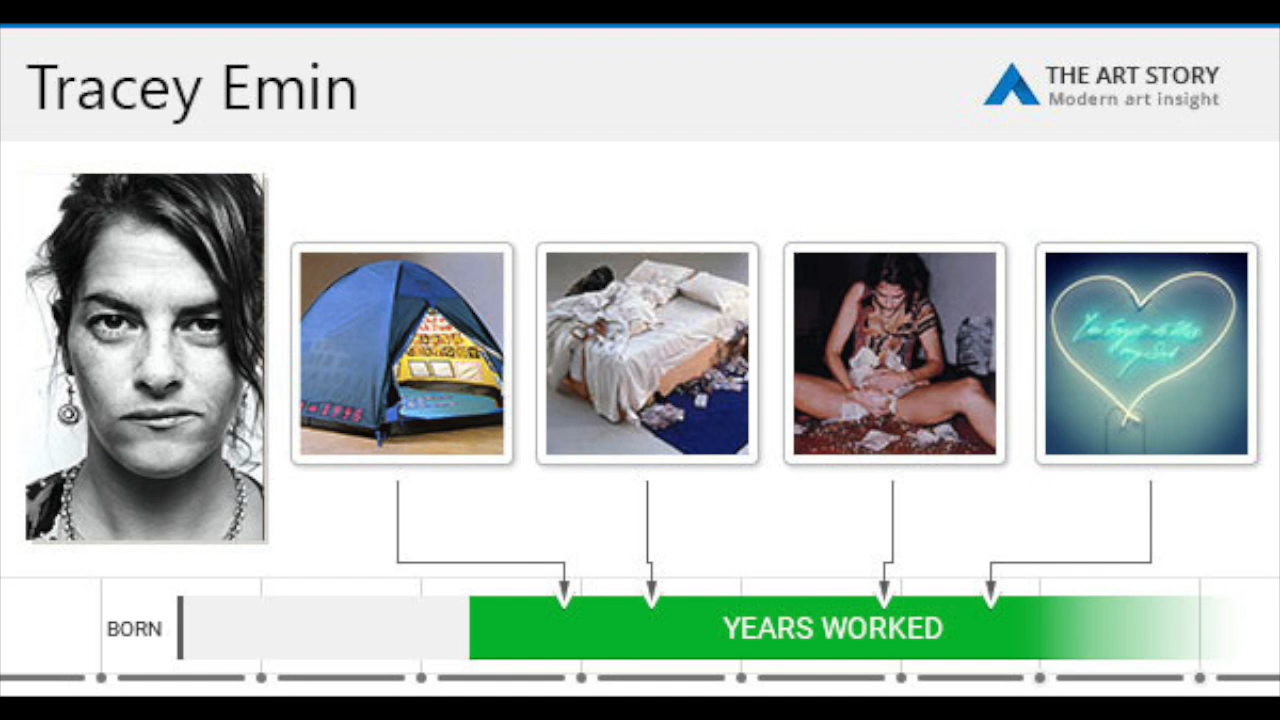 Tracey Emin
THE ART STORY
Modern art insight
BORN
YEARS WORKED